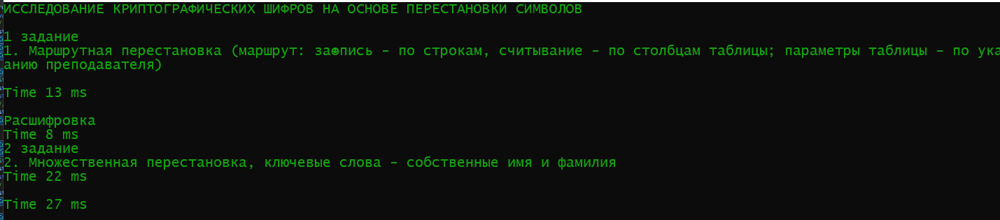 ИССЛЕДОВАНИЕ КРИПТОГРАФИЧЕСКИХ ШИФРОВ НА ОСНОВЕ ПЕРЕСТАНОВКИ СИМВОЛОВ
1 задание
1. Маршрутная перестановка (маршрут: за☻пись – по строкам, считывание – по столбцам таблицы; параметры таблицы – по ука
анию преподавателя)
Time 13 ms
Расшифровка
Time 8 ms
2 задание
2. Множественная перестановка, ключевые слова – собственные имя и фамилия
Time 22 ms
Time 27 ms